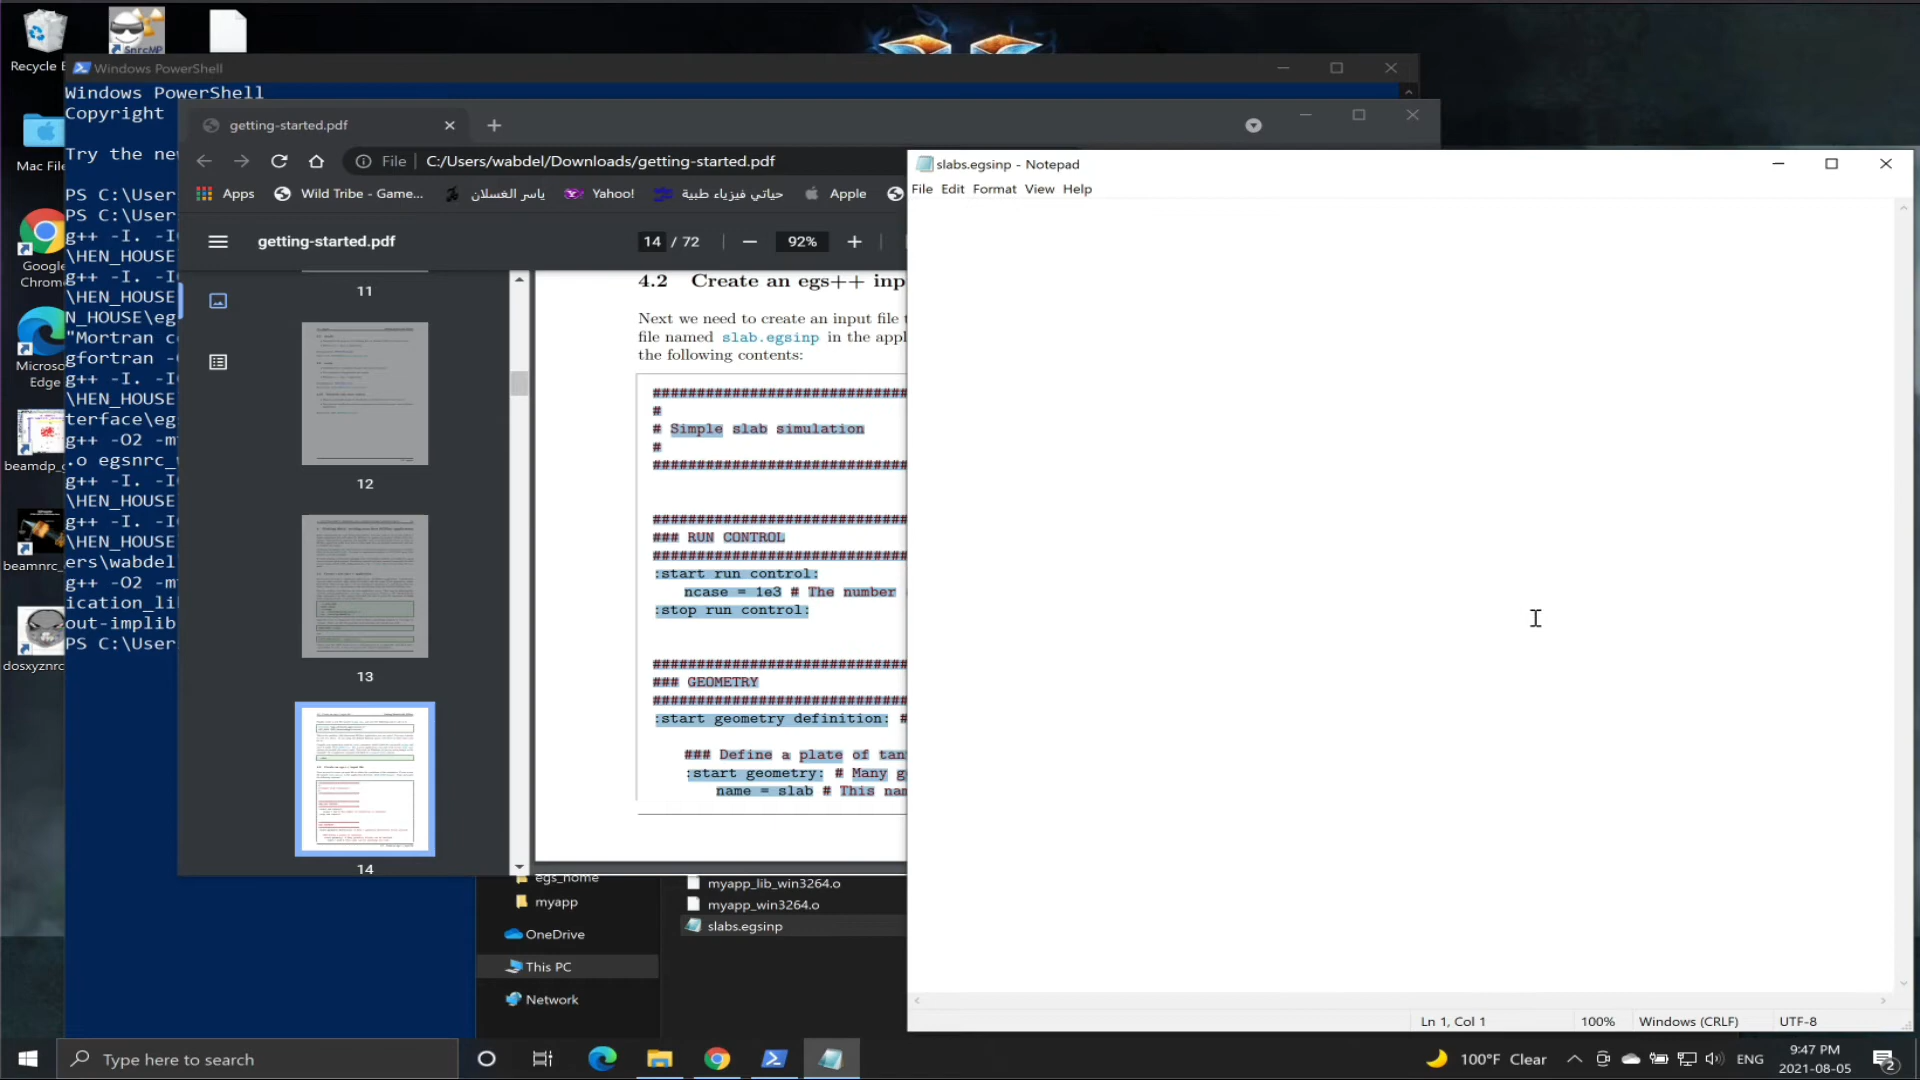 Recycle B
SnrcMP
Mac File
Google
Chrome
Microso
Edge
beamdp_g
beamnrc_
dosxyznrc
Windows PowerShell
Windows PowerShell
Copyright
Try the new
PS C:\User
PS C:\User
g++ -I. -I
\HEN_HOUSE
g++ -I. -I
\HEN_HOUSE
N_HOUSE\eg
"Mortran c
gfortran -
g++ -I. -I
\HEN_HOUSE
terface\eg
g++ -O2 -m
.o egsnrc_
g++ -I. -I
\HEN_HOUSE
g++ -I. -I
\HEN_HOUSE
ers\wabdel
g++ -O2 -m
ication_li
out-implib
PS C:\User
getting-started.pdf
File C:/Users/wabdel/Downloads/getting-started.pdf
Apps Wild Tribe - Game... ياسر الغسلان Yahoo! حياتي فيزياء طبية Apple
getting-started.pdf 14 / 72 92%
11
12
13
14
4.2 Create an egs++ inp
Next we need to create an input file
file named slab.egsinp in the appl
the following contents:
#############################
#
# Simple slab simulation
#
#############################
#############################
### RUN CONTROL
#############################
:start run control:
ncase = 1e3 # The number
:stop run control:
#############################
### GEOMETRY
#############################
:start geometry definition: #
### Define a plate of tan
:start geometry: # Many g
name = slab # This nam
slabs.egsinp - Notepad
File Edit Format View Help
Ln 1, Col 1 100% Windows (CRLF) UTF-8
egs_home
myapp
OneDrive
This PC
Network
myapp_lib_win3264.o
myapp_win3264.o
slabs.egsinp
Type here to search
100°F Clear
ENG
9:47 PM
2021-08-05
2